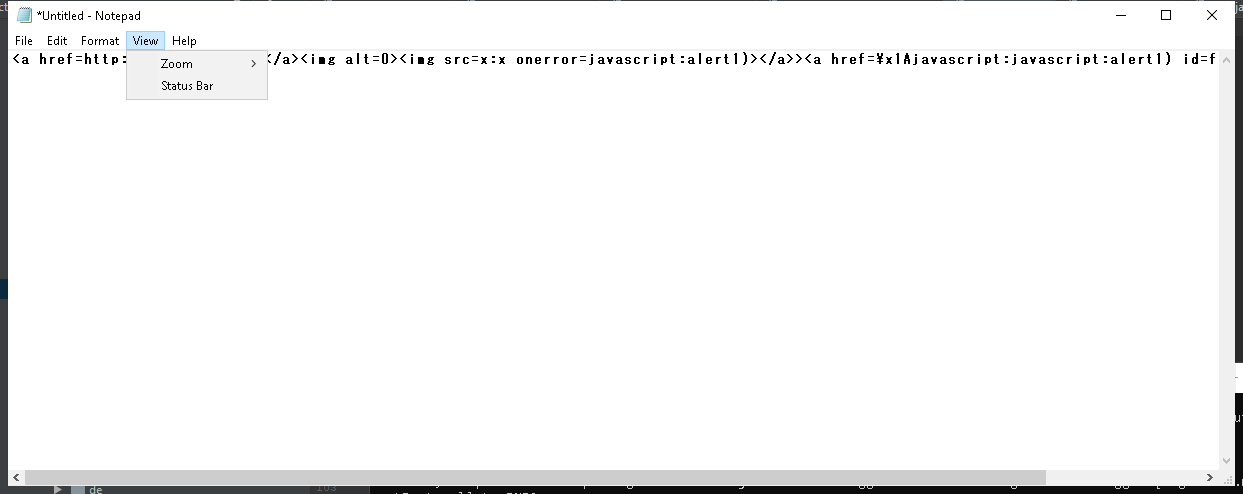 *Untitled - Notepad
File Edit Format View Help
<a href=http: </a><img alt=0><img src=x:x onerror=javascript:alert1)></a>><a href=¥x1Ajavascript:javascript:alert1) id=f
Zoom
Status Bar
de
103